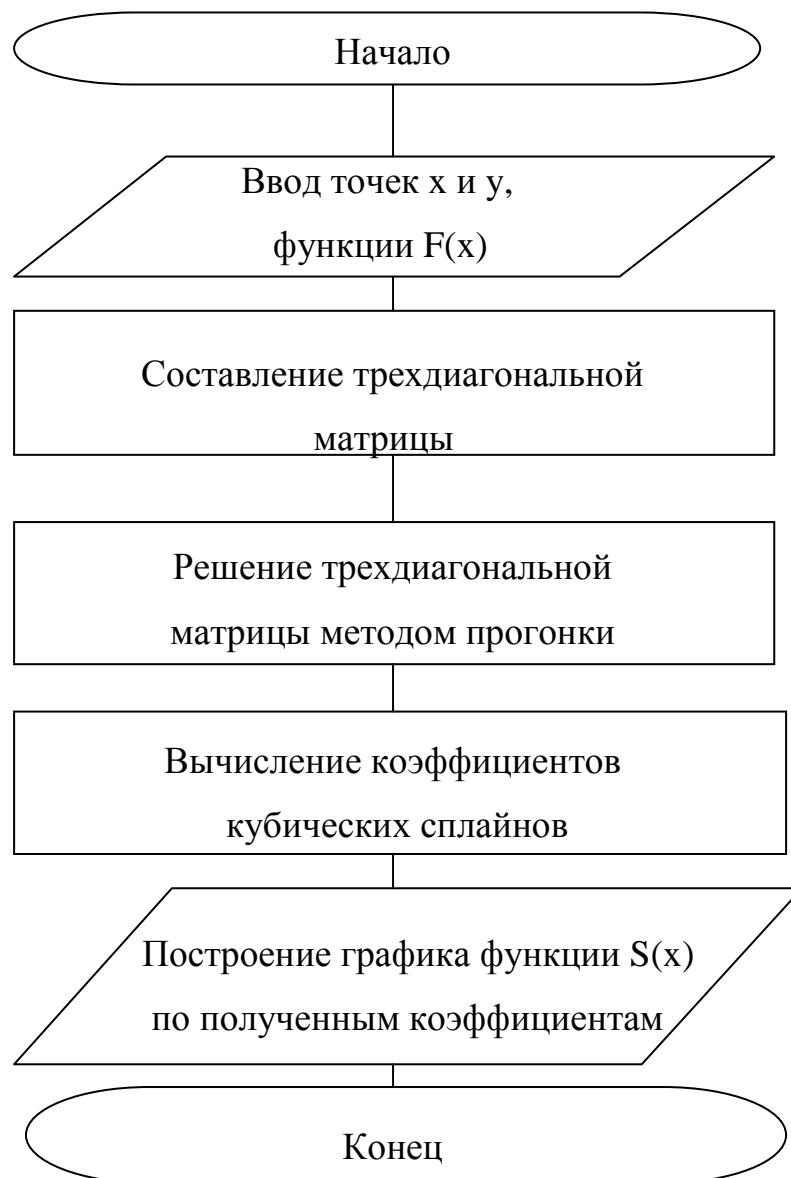 Начало
Ввод точек x и y,
функции F(x)
Составление трехдиагональной
матрицы
Решение трехдиагональной
матрицы методом прогонки
Вычисление коэффициентов
кубических сплайнов
Построение графика функции S(x)
по полученным коэффициентам
Конец